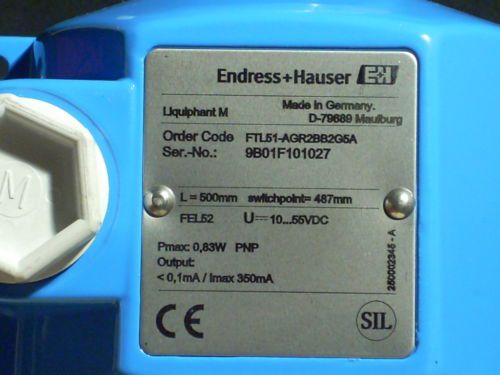 Endress+Hauser E+H
Liquiphant M
Made in Germany.
D-79689 Maulburg
Order Code FTL51-AGR2BB2G5A
Ser.-No.: 9B01F101027
L = 500mm switchpoint= 487mm
FEL52 U⎓ 10...55VDC
Pmax: 0,83W PNP
Output:
< 0,1mA / Imax 350mA
250002345 - A
CE
SIL
M